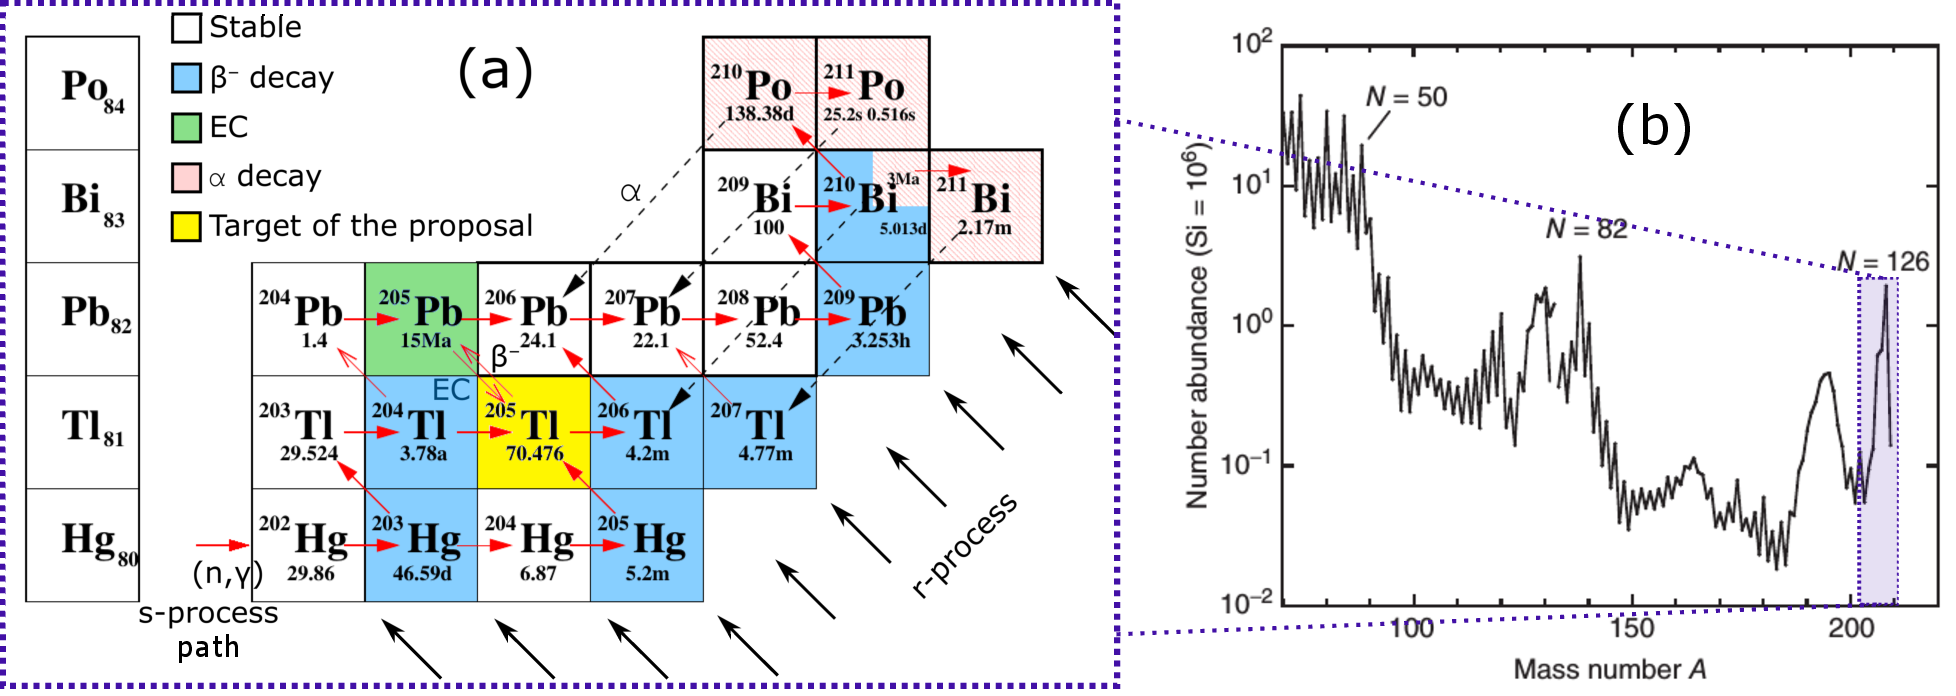 Stable
β⁻ decay
EC
α decay
Target of the proposal
(a)
Po84
Bi83
Pb82
Tl81
Hg80
210Po 211Po
138.38d 25.2s 0.516s
α
209Bi 210Bi 3Ma 211Bi
100 5.013d 2.17m
204Pb 205Pb 206Pb 207Pb 208Pb 209Pb
1.4 15Ma 24.1 22.1 52.4 3.253h
β⁻
EC
203Tl 204Tl 205Tl 206Tl 207Tl
29.524 3.78a 70.476 4.2m 4.77m
202Hg 203Hg 204Hg 205Hg
29.86 46.59d 6.87 5.2m
(n,γ)
s-process
path
r-process
(b)
N = 50
N = 82
N = 126
Number abundance (Si = 10⁶)
10²
10¹
10⁰
10⁻¹
10⁻²
100 150 200
Mass number A